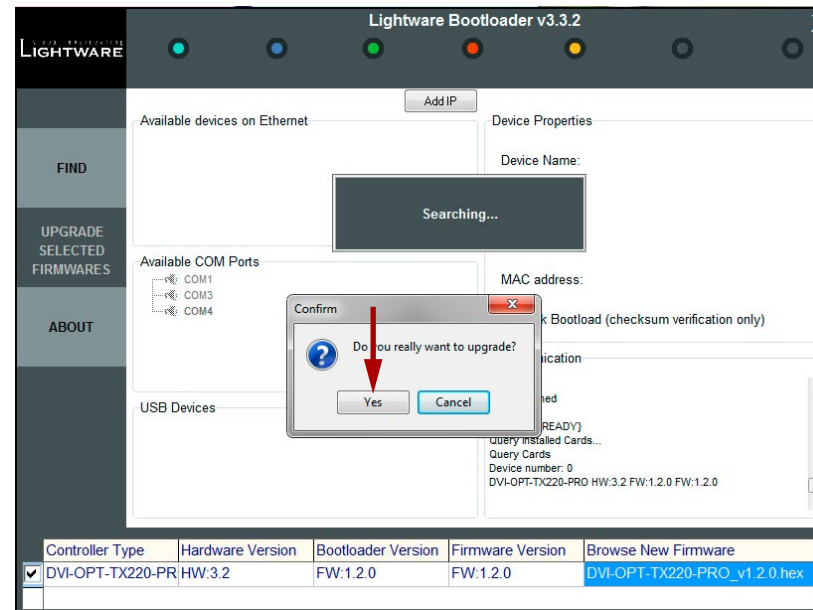 Lightware Bootloader v3.3.2
LIGHTWARE
Add IP
Available devices on Ethernet
Device Properties
FIND
Device Name:
Searching...
UPGRADE
SELECTED
FIRMWARES
Available COM Ports
COM1
COM3
COM4
MAC address:
Confirm
k Bootload (checksum verification only)
ABOUT
Do you really want to upgrade?
ication
Yes
Cancel
ned
USB Devices
READY}
Query Installed Cards...
Query Cards
Device number: 0
DVI-OPT-TX220-PRO HW:3.2 FW:1.2.0 FW:1.2.0
Controller Type Hardware Version Bootloader Version Firmware Version Browse New Firmware
DVI-OPT-TX220-PR HW:3.2 FW:1.2.0 FW:1.2.0 DVI-OPT-TX220-PRO_v1.2.0.hex